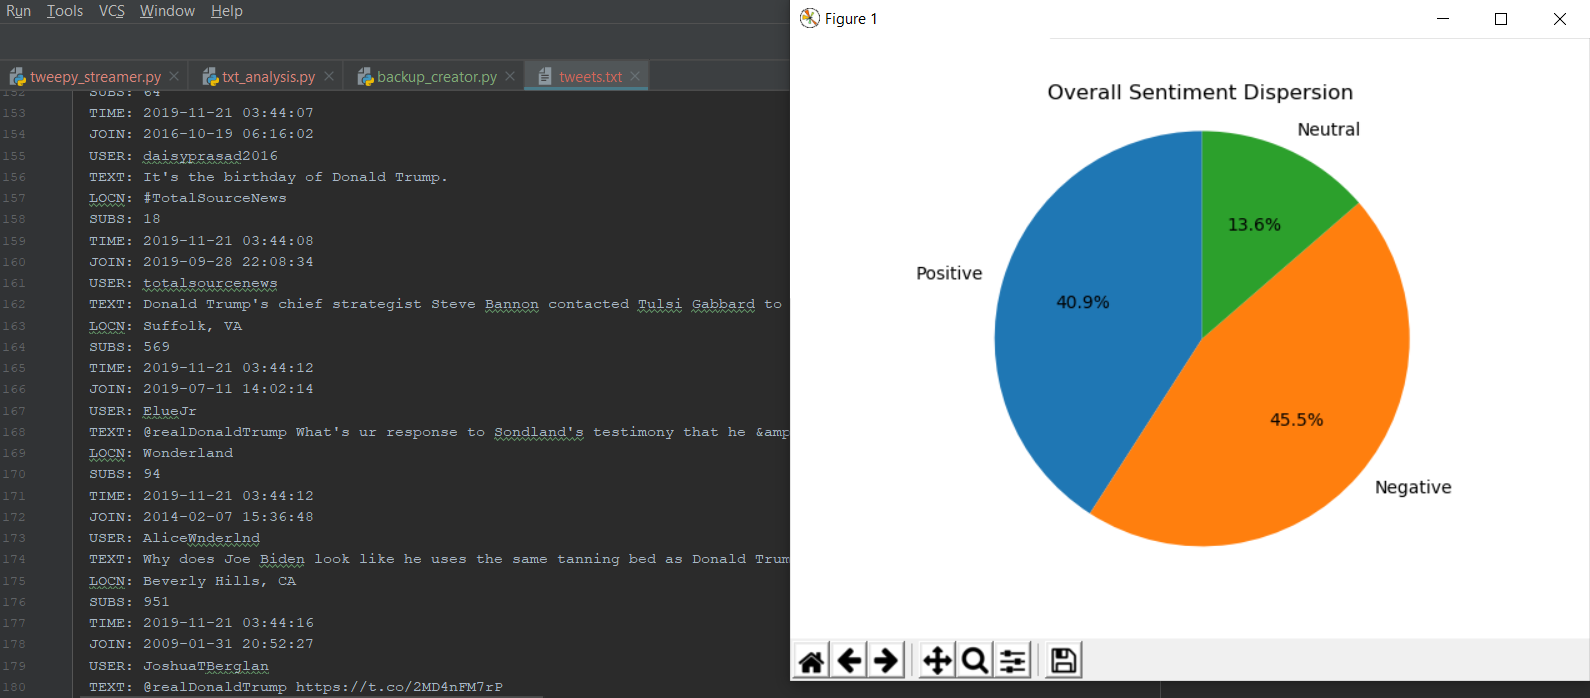 Run Tools VCS Window Help
tweepy_streamer.py txt_analysis.py backup_creator.py tweets.txt
152 SUBS: 64
153 TIME: 2019-11-21 03:44:07
154 JOIN: 2016-10-19 06:16:02
155 USER: daisyprasad2016
156 TEXT: It's the birthday of Donald Trump.
157 LOCN: #TotalSourceNews
158 SUBS: 18
159 TIME: 2019-11-21 03:44:08
160 JOIN: 2019-09-28 22:08:34
161 USER: totalsourcenews
162 TEXT: Donald Trump's chief strategist Steve Bannon contacted Tulsi Gabbard to
163 LOCN: Suffolk, VA
164 SUBS: 569
165 TIME: 2019-11-21 03:44:12
166 JOIN: 2019-07-11 14:02:14
167 USER: ElueJr
168 TEXT: @realDonaldTrump What's ur response to Sondland's testimony that he &amp
169 LOCN: Wonderland
170 SUBS: 94
171 TIME: 2019-11-21 03:44:12
172 JOIN: 2014-02-07 15:36:48
173 USER: AliceWnderlnd
174 TEXT: Why does Joe Biden look like he uses the same tanning bed as Donald Trum
175 LOCN: Beverly Hills, CA
176 SUBS: 951
177 TIME: 2019-11-21 03:44:16
178 JOIN: 2009-01-31 20:52:27
179 USER: JoshuaTBerglan
180 TEXT: @realDonaldTrump https://t.co/2MD4nFM7rP
Figure 1
Overall Sentiment Dispersion
Neutral
13.6%
Positive
40.9%
45.5%
Negative